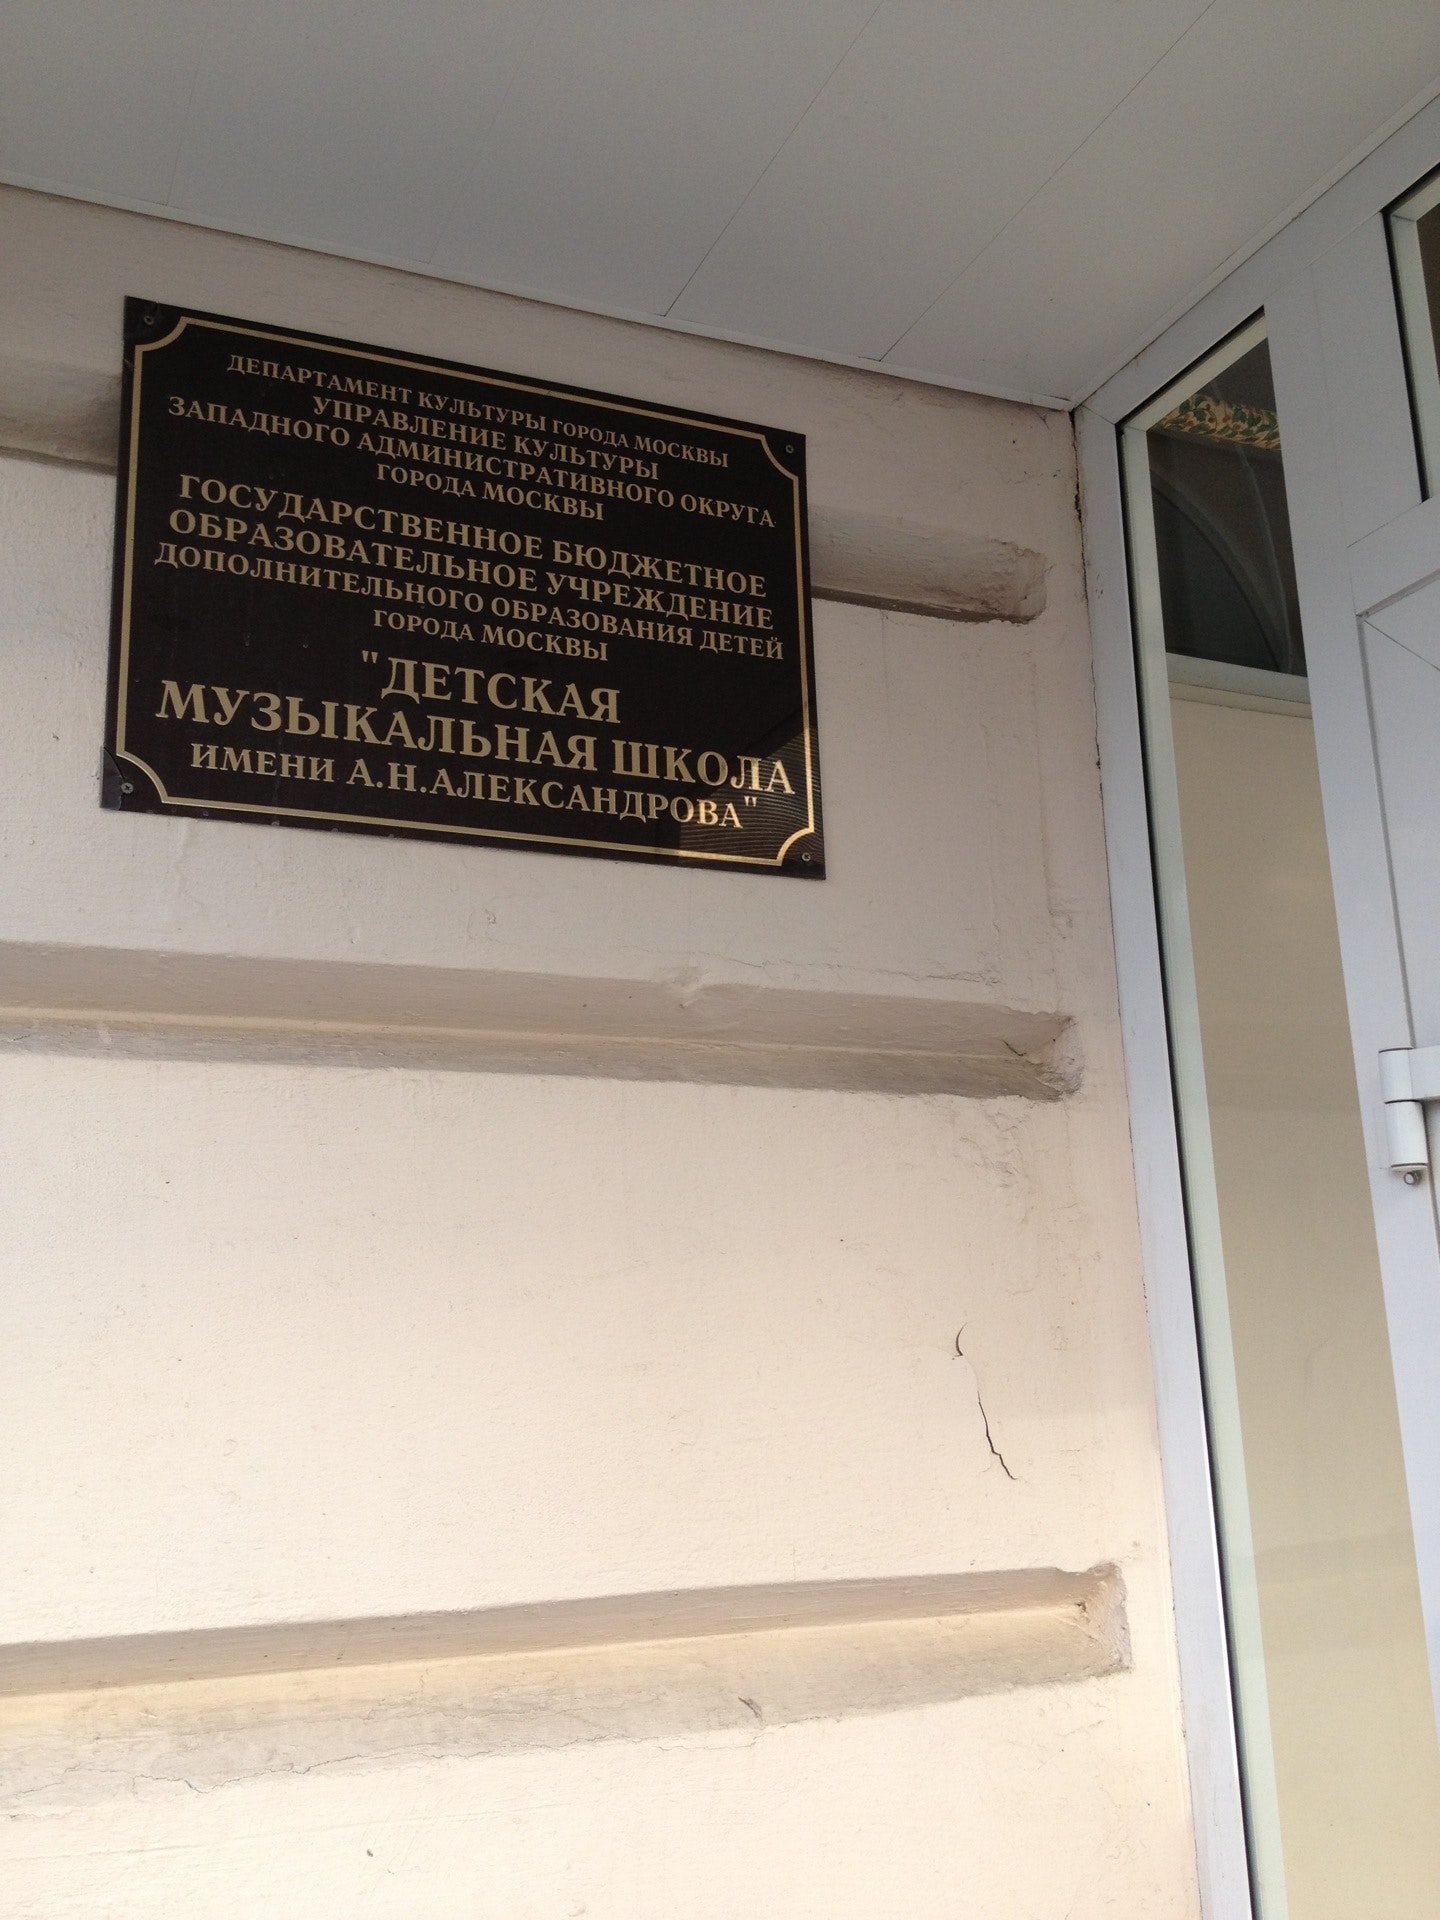 ДЕПАРТАМЕНТ КУЛЬТУРЫ ГОРОДА МОСКВЫ
УПРАВЛЕНИЕ КУЛЬТУРЫ
ЗАПАДНОГО АДМИНИСТРАТИВНОГО ОКРУГА
ГОРОДА МОСКВЫ
ГОСУДАРСТВЕННОЕ БЮДЖЕТНОЕ
ОБРАЗОВАТЕЛЬНОЕ УЧРЕЖДЕНИЕ
ДОПОЛНИТЕЛЬНОГО ОБРАЗОВАНИЯ ДЕТЕЙ
ГОРОДА МОСКВЫ
"ДЕТСКАЯ
МУЗЫКАЛЬНАЯ ШКОЛА
ИМЕНИ А.Н.АЛЕКСАНДРОВА"